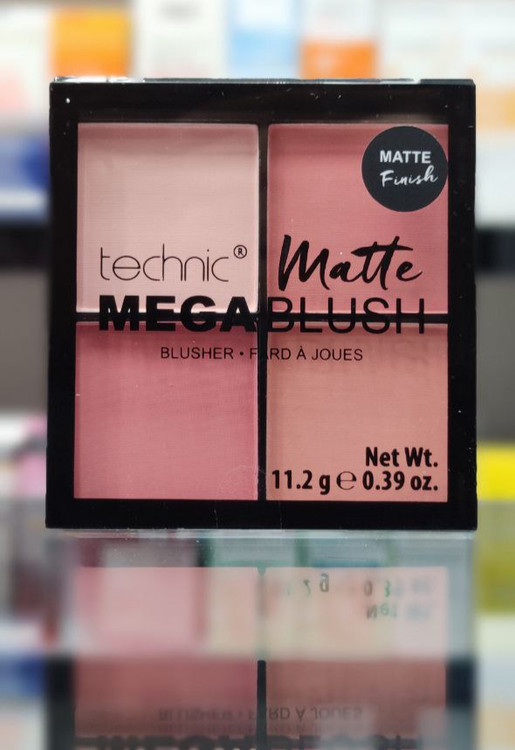 MATTE
Finish
technic® Matte
MEGABLUSH
BLUSHER • FARD À JOUES
Net Wt.
11.2 g ℮ 0.39 oz.